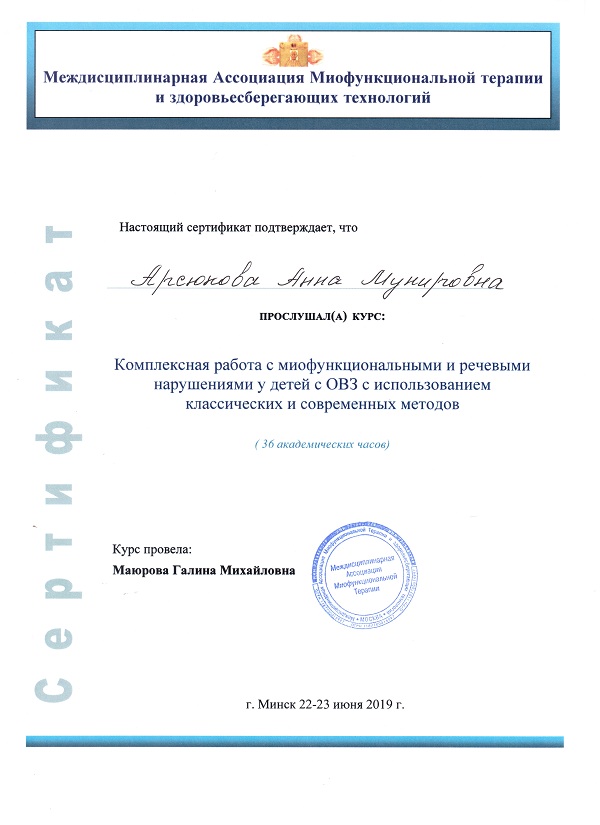 Междисциплинарная Ассоциация Миофункциональной терапии
и здоровьесберегающих технологий
Сертификат
Настоящий сертификат подтверждает, что
Арсюкова Анна Мунировна
ПРОСЛУШАЛ(А) КУРС:
Комплексная работа с миофункциональными и речевыми
нарушениями у детей с ОВЗ с использованием
классических и современных методов
( 36 академических часов)
Курс провела:
Маюрова Галина Михайловна
Междисциплинарная
Ассоциация
Миофункциональной
Терапии
МОСКВА
г. Минск 22-23 июня 2019 г.